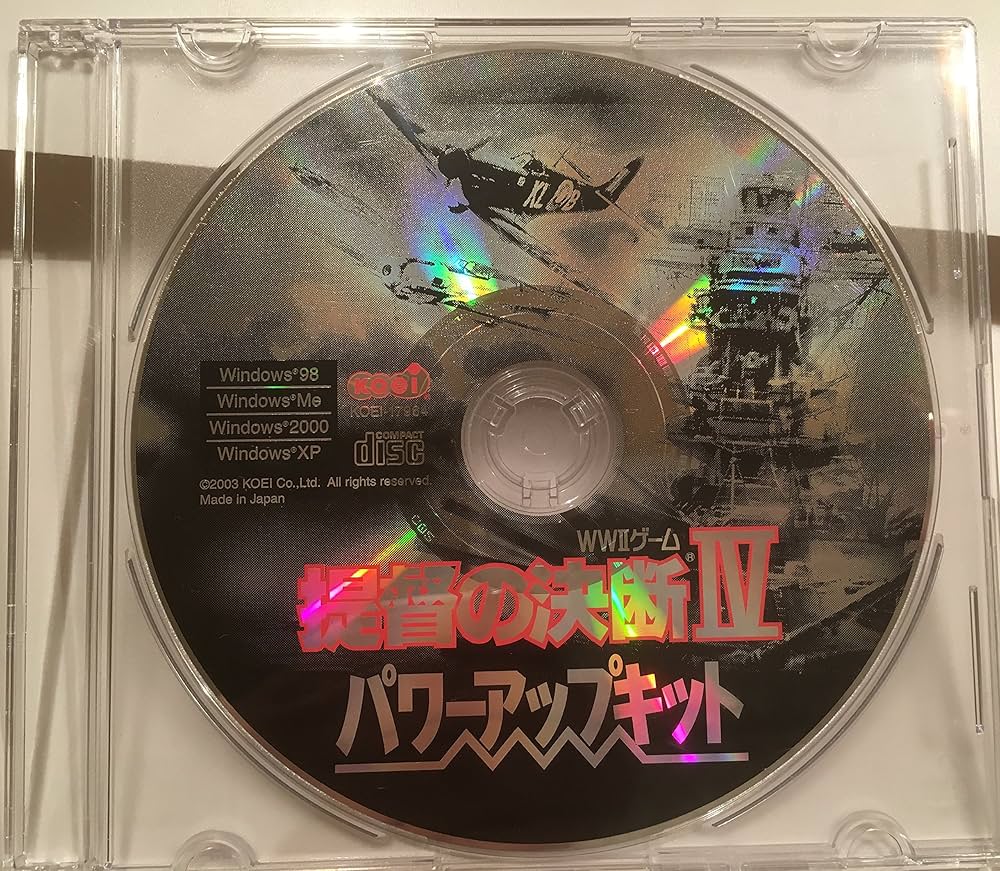 XL B
Windows®98
Windows®Me
Windows®2000
Windows®XP
KOEI
COMPACT
disc
©2003 KOEI Co.,Ltd. All rights reserved.
Made in Japan
WWⅡゲーム
提督の決断®Ⅳ
パワーアップキット